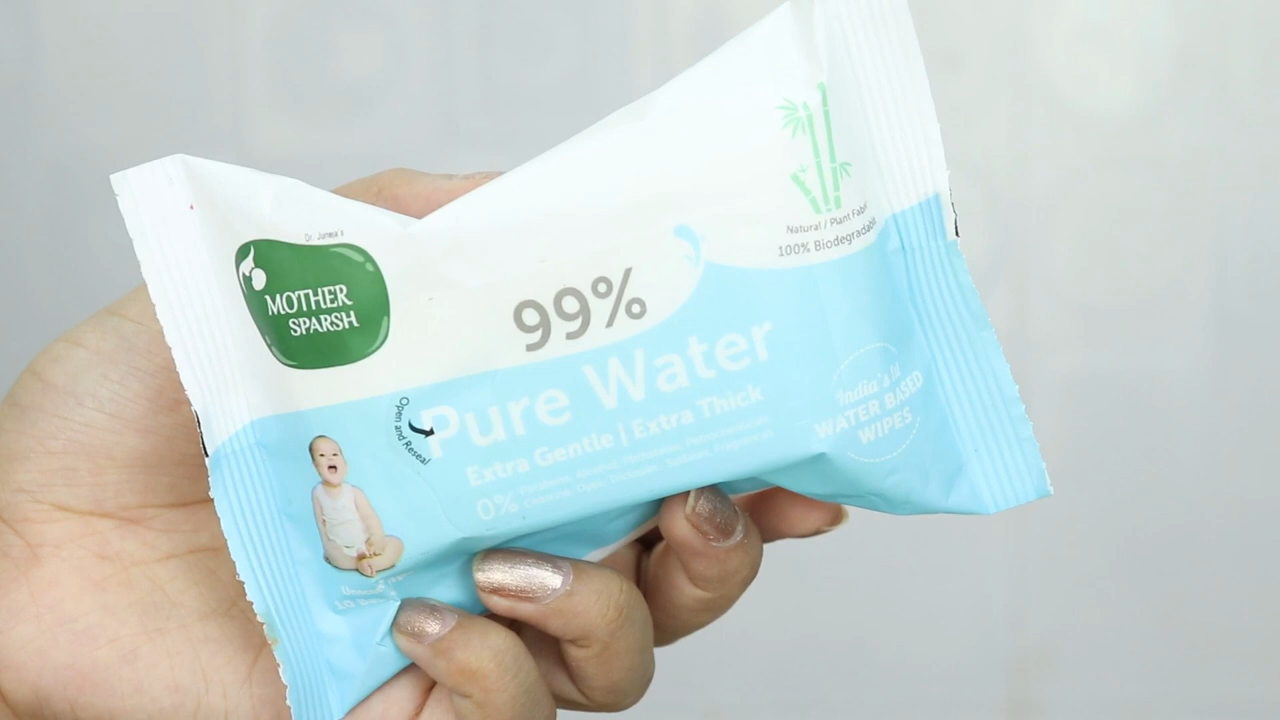 Dr. Juneja's
MOTHER
SPARSH
99%
Pure Water
Extra Gentle | Extra Thick
0%
Open and Reseal
Natural / Plant Fabric
100% Biodegradable
India's 1st
WATER BASED
WIPES
10